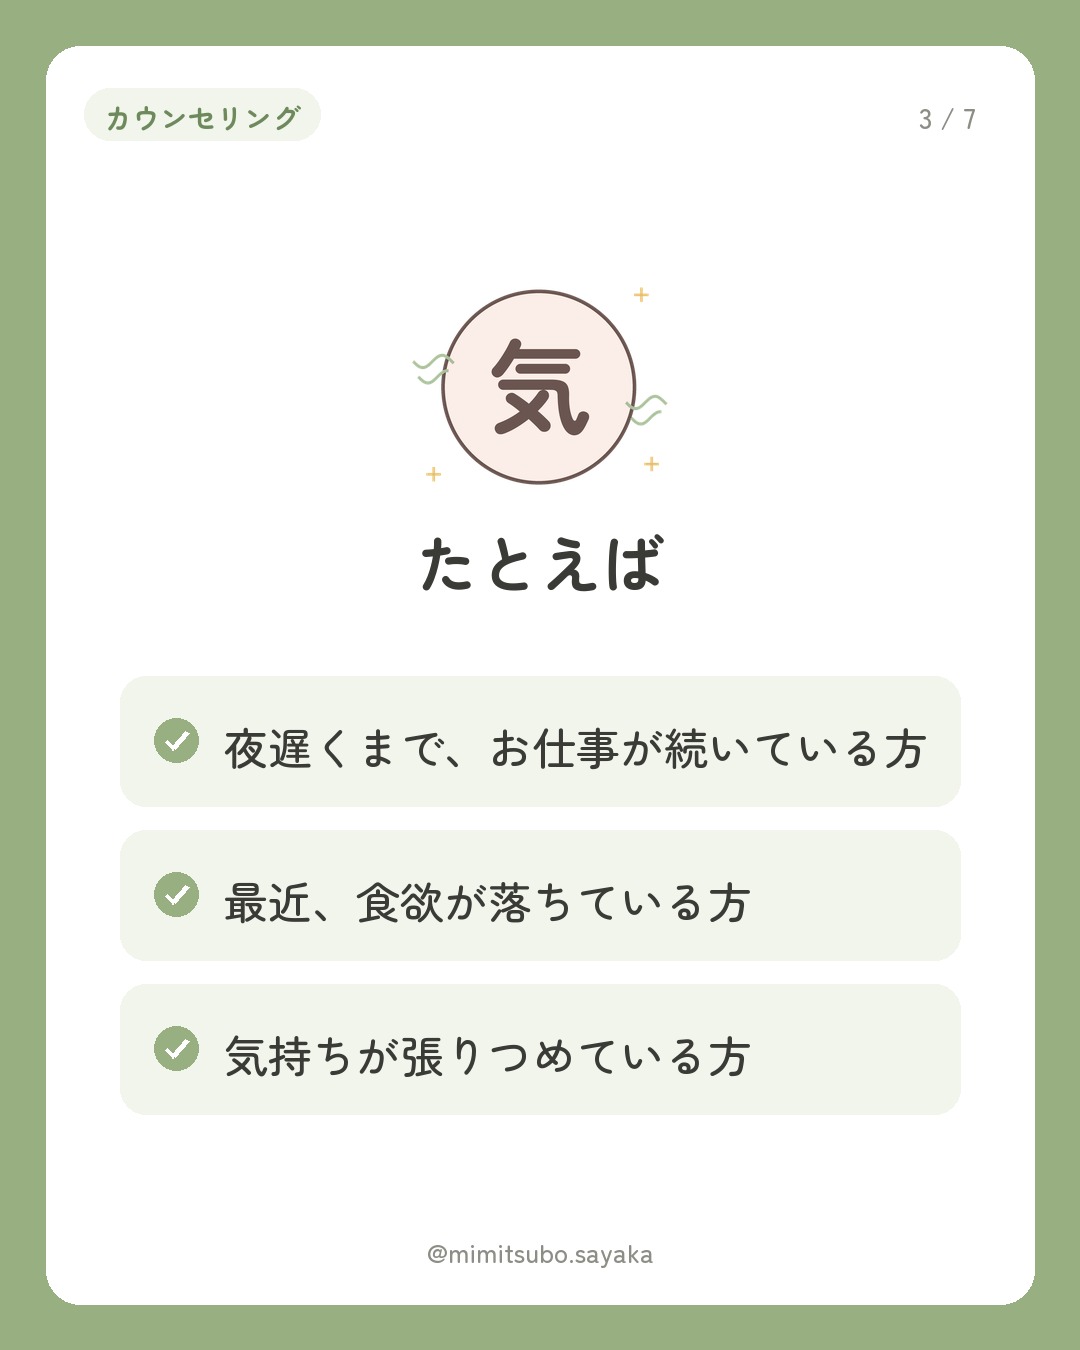 カウンセリング
3 / 7
気
たとえば
夜遅くまで、お仕事が続いている方
最近、食欲が落ちている方
気持ちが張りつめている方
@mimitsubo.sayaka